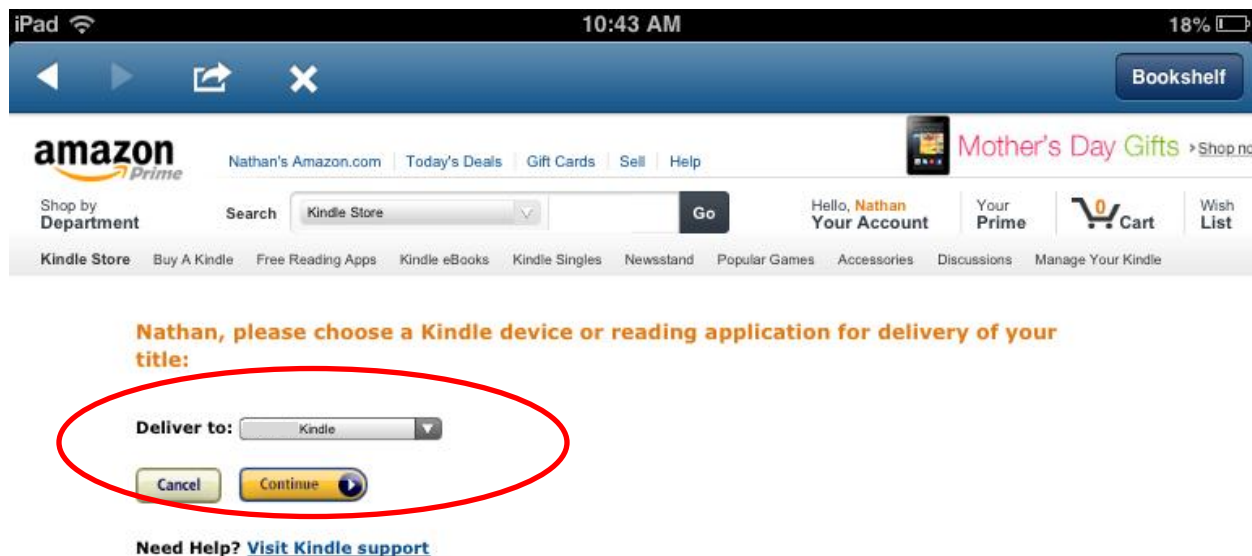 iPad 10:43 AM 18%
Bookshelf
amazon Prime
Nathan's Amazon.com Today's Deals Gift Cards Sell Help
Mother's Day Gifts Shop no
Shop by Department
Search Kindle Store Go
Hello, Nathan Your Account
Your Prime
0 Cart
Wish List
Kindle Store Buy A Kindle Free Reading Apps Kindle eBooks Kindle Singles Newsstand Popular Games Accessories Discussions Manage Your Kindle
Nathan, please choose a Kindle device or reading application for delivery of your
title:
Deliver to: Kindle
Cancel Continue
Need Help? Visit Kindle support